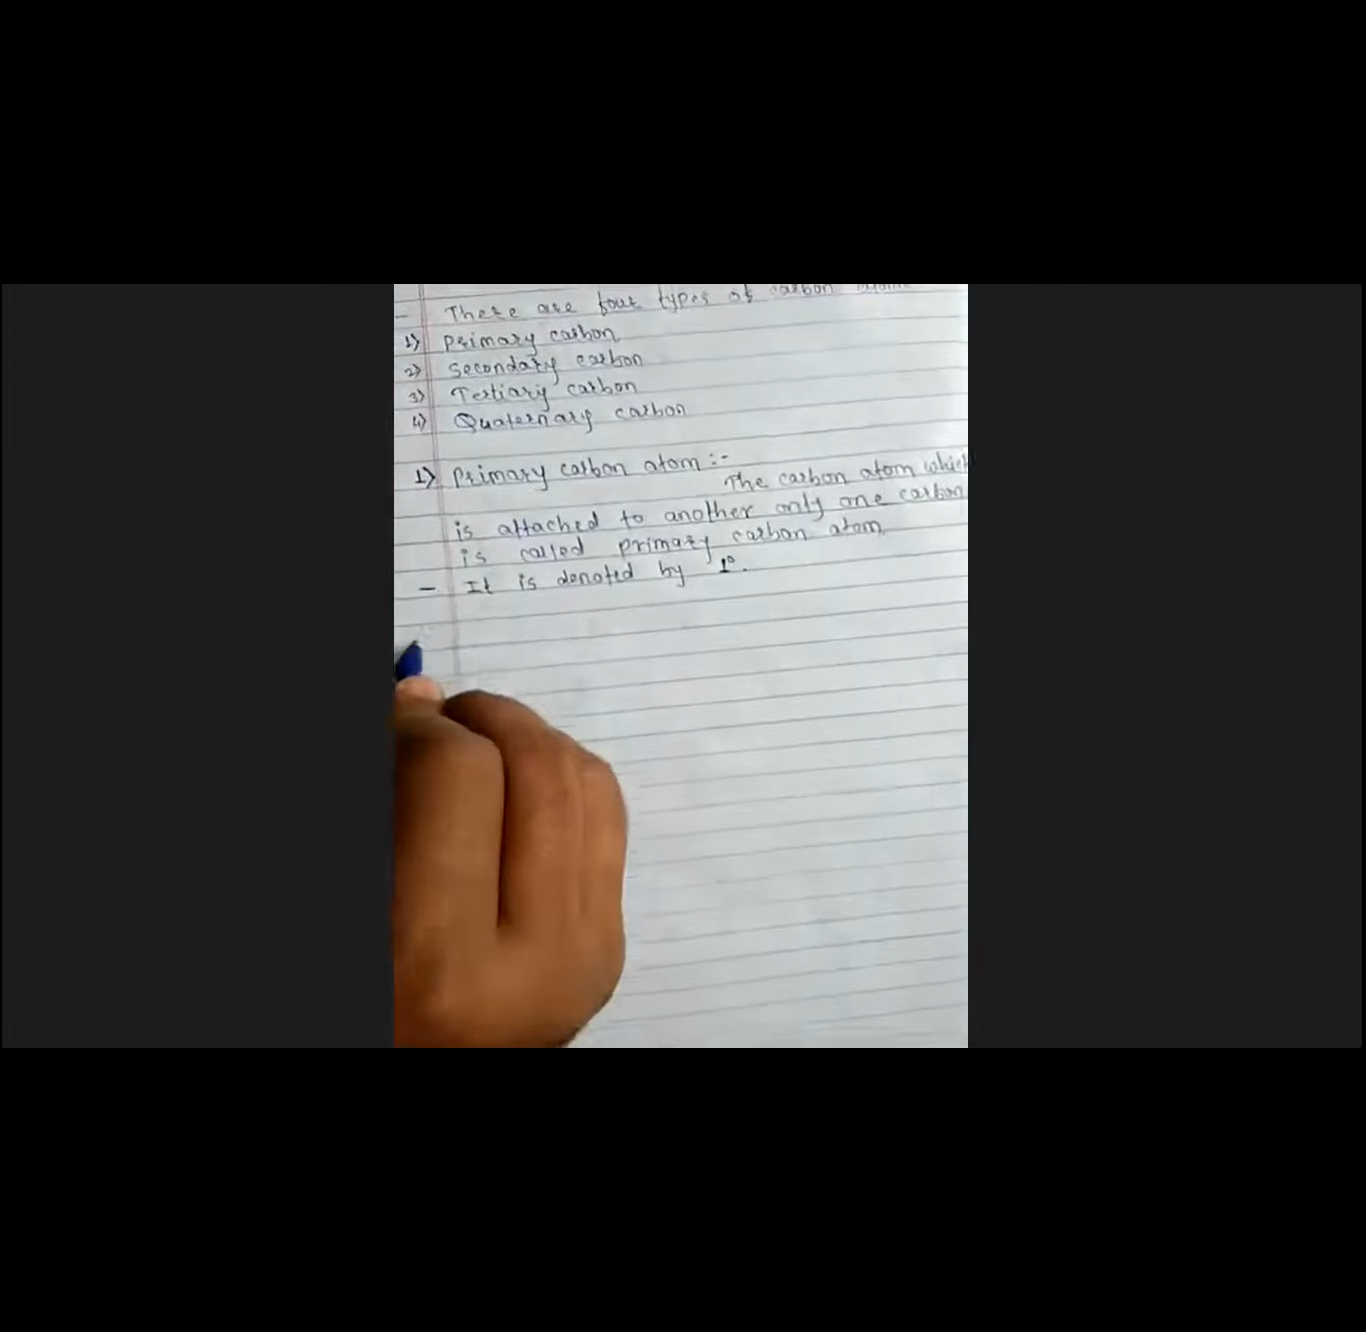 - There are four types of carbon
1) Primary carbon
2) Secondary carbon
3) Tertiary carbon
4) Quaternary carbon
1) Primary carbon atom :-
The carbon atom which
is attached to another only one carbon
is called primary carbon atom
- It is denoted by 1°.